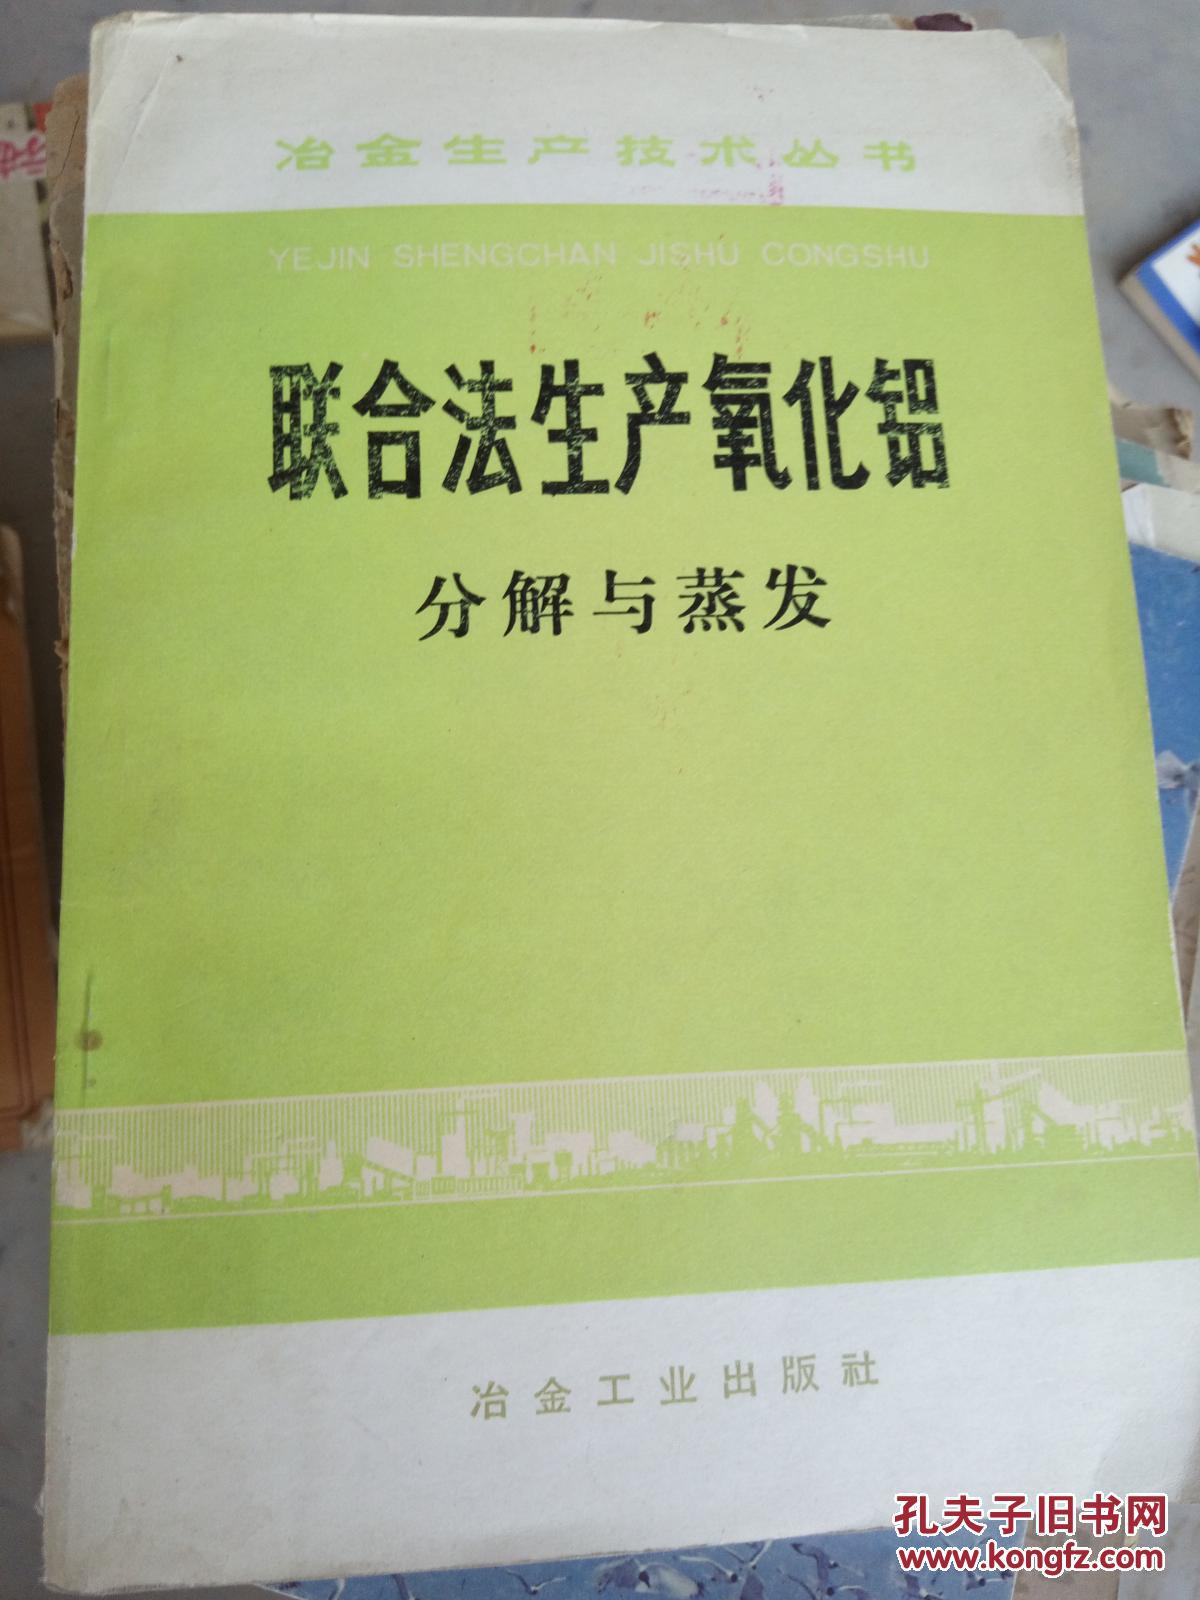 冶金生产技术丛书
YEJIN SHENGCHAN JISHU CONGSHU
联合法生产氧化铝
分解与蒸发
冶金工业出版社
孔夫子旧书网
www.kongfz.com